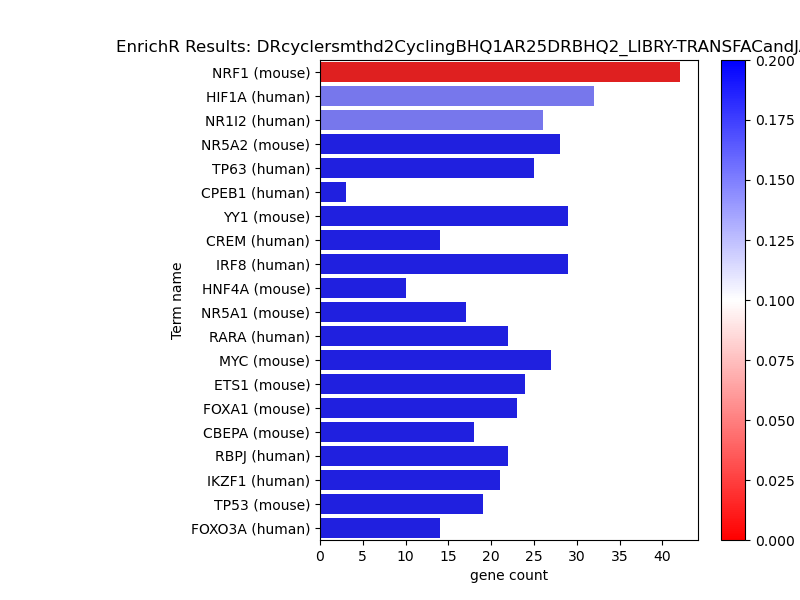 EnrichR Results: DRcyclersmthd2CyclingBHQ1AR25DRBHQ2_LIBRY-TRANSFACandJ
NRF1 (mouse)
HIF1A (human)
NR1I2 (human)
NR5A2 (mouse)
TP63 (human)
CPEB1 (human)
YY1 (mouse)
CREM (human)
IRF8 (human)
HNF4A (mouse)
NR5A1 (mouse)
RARA (human)
MYC (mouse)
ETS1 (mouse)
FOXA1 (mouse)
CBEPA (mouse)
RBPJ (human)
IKZF1 (human)
TP53 (mouse)
FOXO3A (human)
Term name
0 5 10 15 20 25 30 35 40
gene count
0.200
0.175
0.150
0.125
0.100
0.075
0.050
0.025
0.000